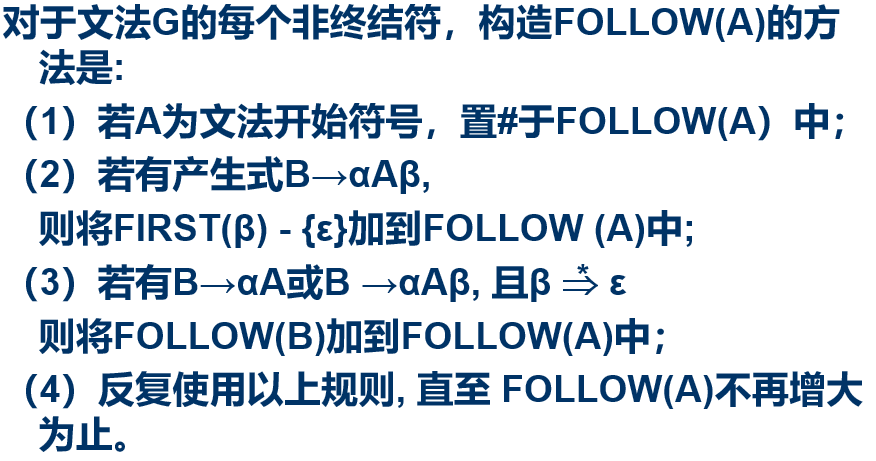 对于文法G的每个非终结符，构造FOLLOW(A)的方
法是:
（1）若A为文法开始符号，置#于FOLLOW(A）中；
（2）若有产生式B→αAβ,
则将FIRST(β) - {ε}加到FOLLOW (A)中;
（3）若有B→αA或B →αAβ, 且β ⇒* ε
则将FOLLOW(B)加到FOLLOW(A)中；
（4）反复使用以上规则, 直至 FOLLOW(A)不再增大
为止。